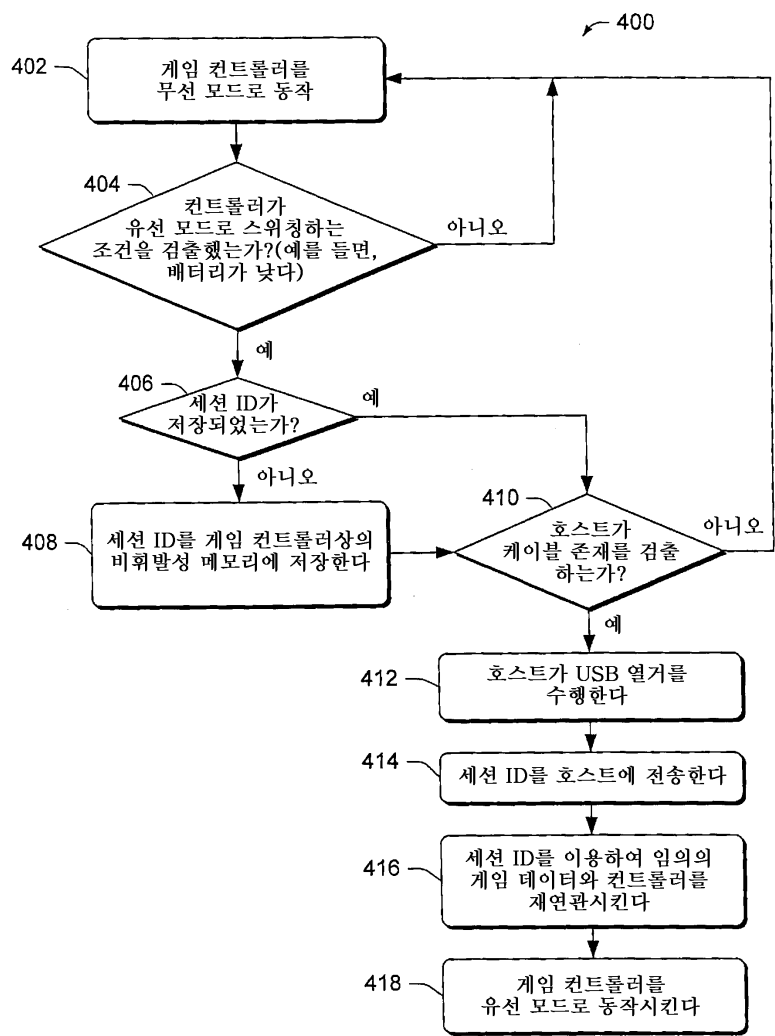 400
402
게임 컨트롤러를
무선 모드로 동작
404
컨트롤러가
유선 모드로 스위칭하는
조건을 검출했는가?(예를 들면,
배터리가 낮다)
아니오
예
406
세션 ID가
저장되었는가?
예
아니오
408
세션 ID를 게임 컨트롤러상의
비휘발성 메모리에 저장한다
410
호스트가
케이블 존재를 검출
하는가?
아니오
예
412
호스트가 USB 열거를
수행한다
414
세션 ID를 호스트에 전송한다
416
세션 ID를 이용하여 임의의
게임 데이터와 컨트롤러를
재연관시킨다
418
게임 컨트롤러를
유선 모드로 동작시킨다